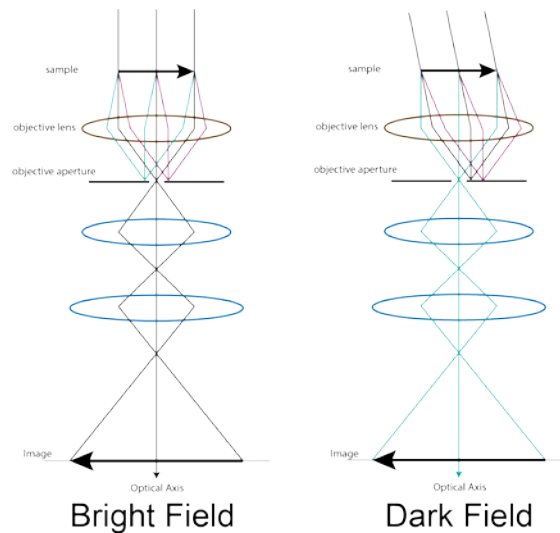 sample
objective lens
objective aperture
Image
Optical Axis
Bright Field
sample
objective lens
objective aperture
Image
Optical Axis
Dark Field